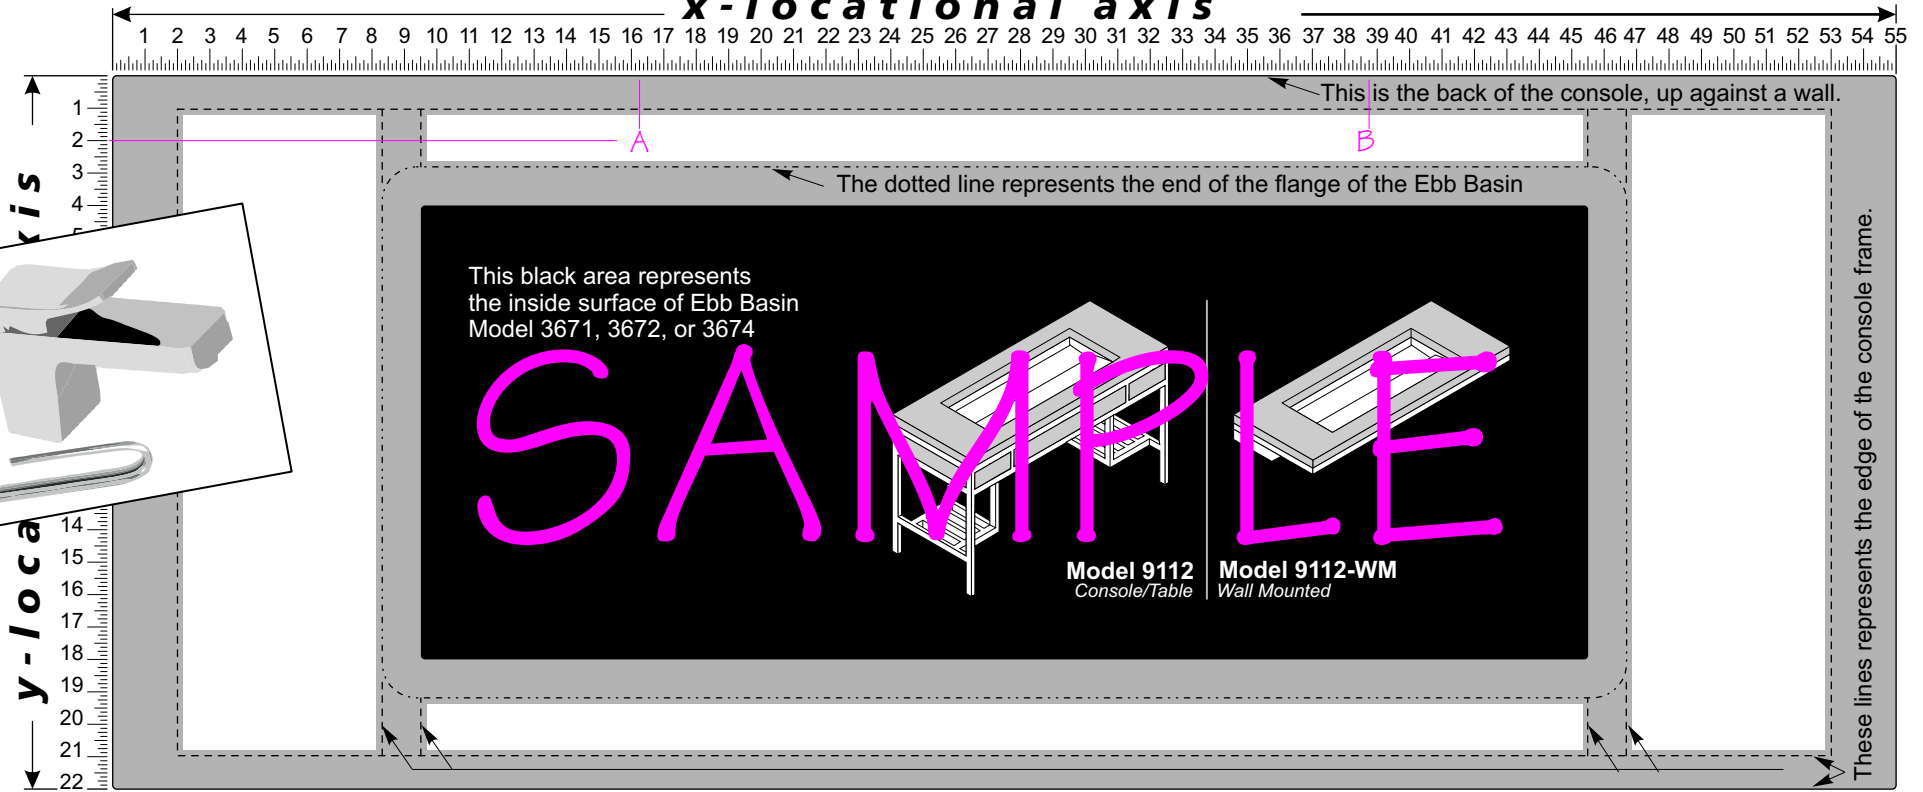 x-locational axis
1 2 3 4 5 6 7 8 9 10 11 12 13 14 15 16 17 18 19 20 21 22 23 24 25 26 27 28 29 30 31 32 33 34 35 36 37 38 39 40 41 42 43 44 45 46 47 48 49 50 51 52 53 54 55
This is the back of the console, up against a wall.
1
2
A B
3
The dotted line represents the end of the flange of the Ebb Basin
4
This black area represents
the inside surface of Ebb Basin
Model 3671, 3672, or 3674
SAMPLE
14
15
Model 9112
Console/Table
Model 9112-WM
Wall Mounted
16
17
18
19
20
21
22
y-loca
xis
These lines represents the edge of the console frame.